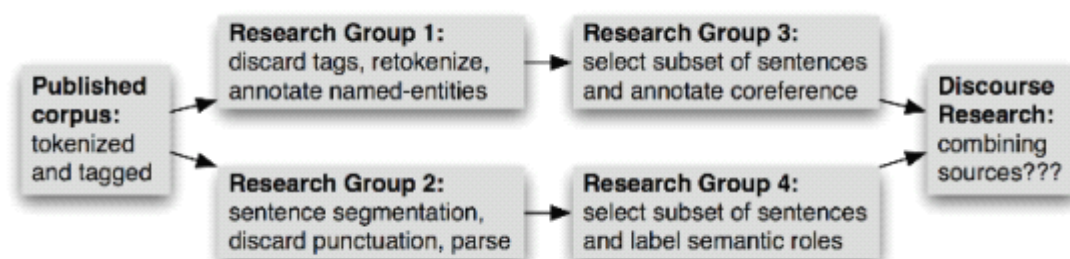 Published
corpus:
tokenized
and tagged
Research Group 1:
discard tags, retokenize,
annotate named-entities
Research Group 2:
sentence segmentation,
discard punctuation, parse
Research Group 3:
select subset of sentences
and annotate coreference
Research Group 4:
select subset of sentences
and label semantic roles
Discourse
Research:
combining
sources???